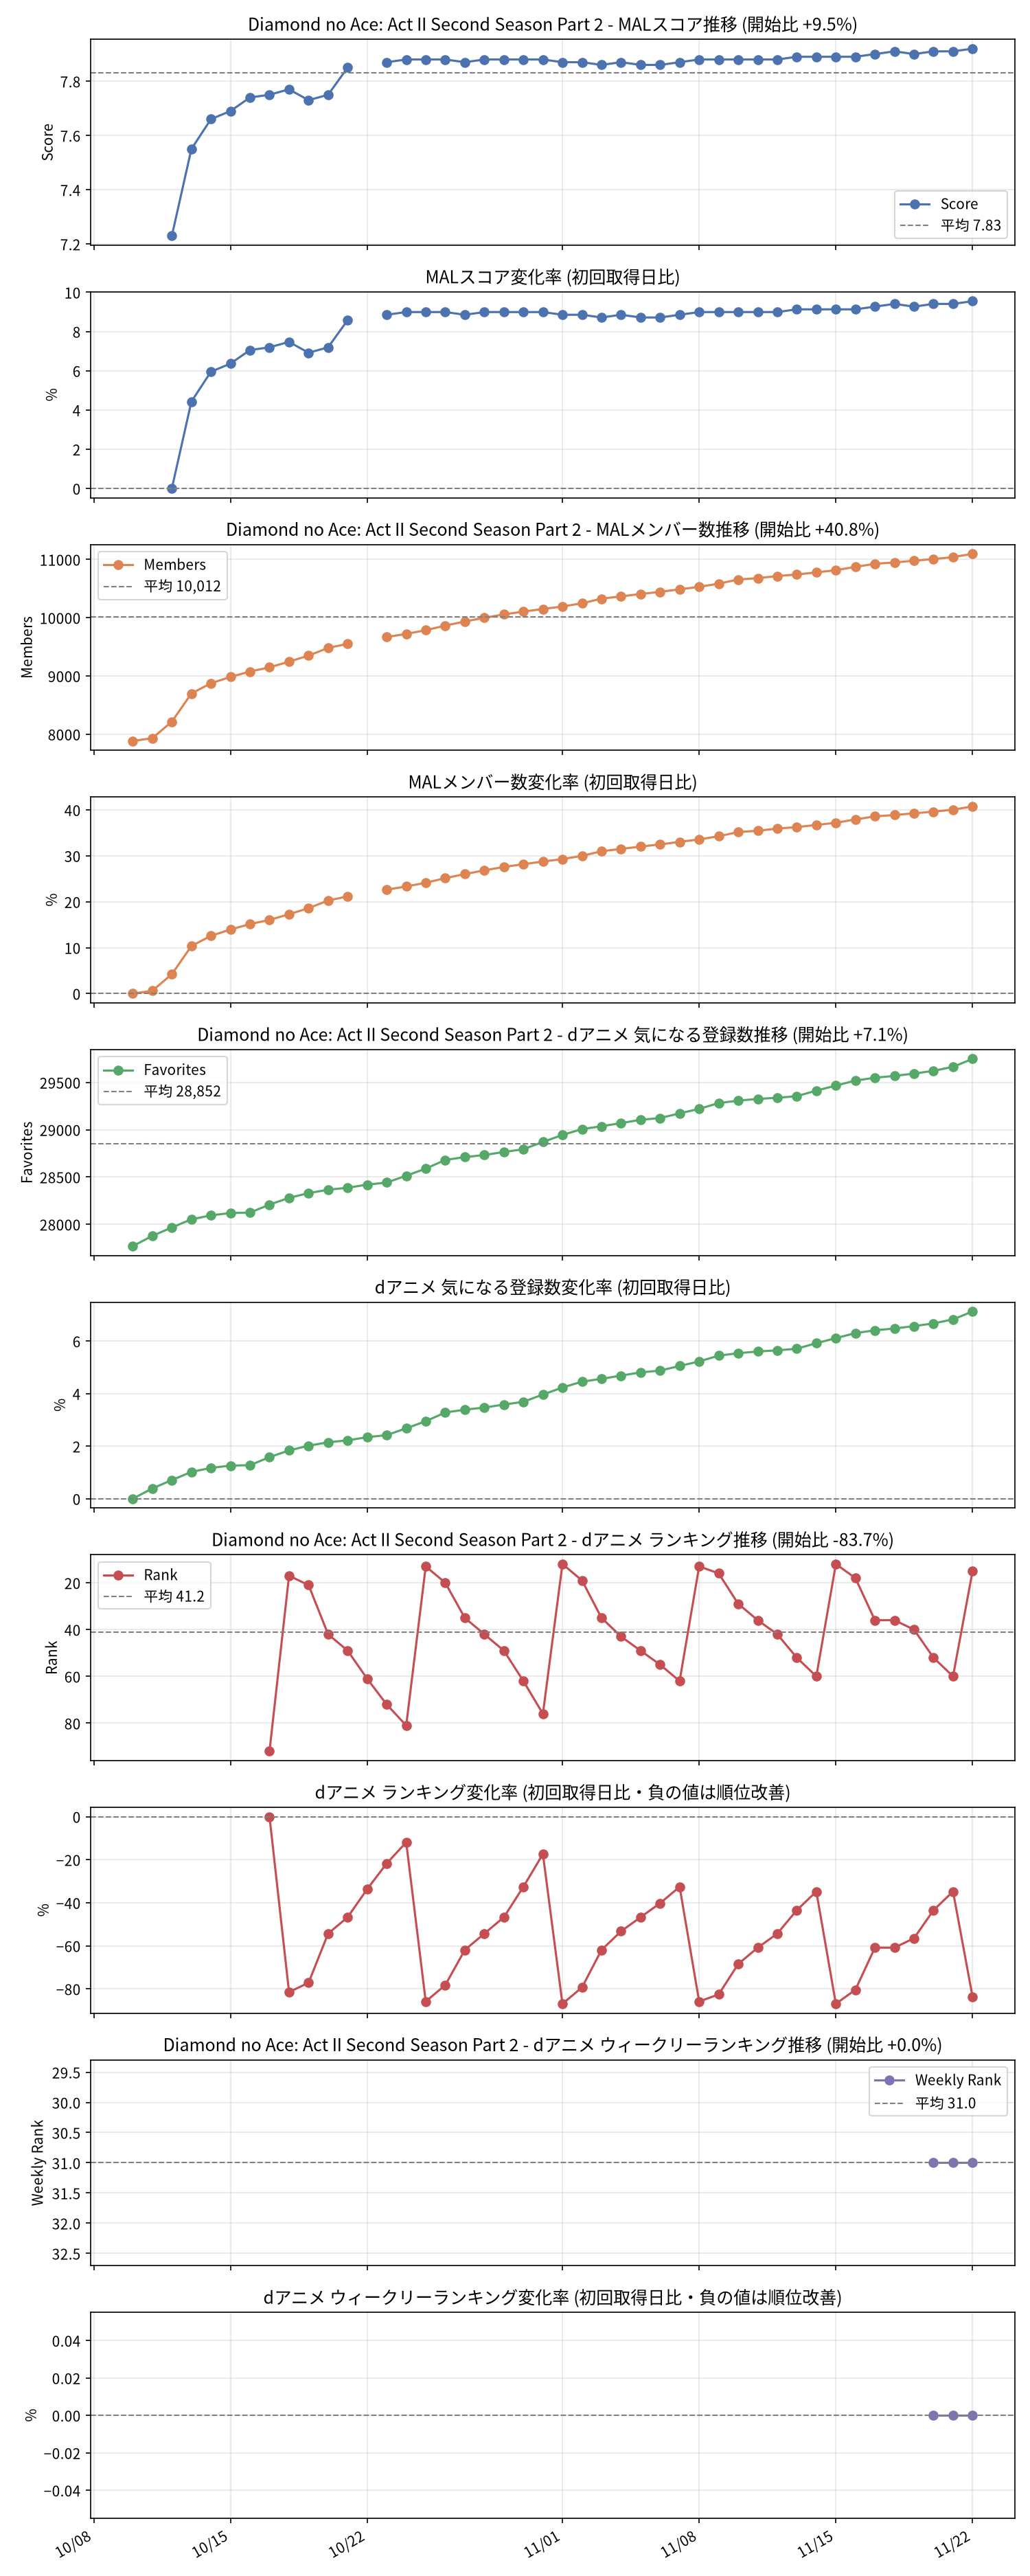 Diamond no Ace: Act II Second Season Part 2 - MALスコア推移 (開始比 +9.5%)
7.8
7.6
7.4
7.2
Score
Score
平均 7.83
MALスコア変化率 (初回取得日比)
10
8
6
4
2
0
%
Diamond no Ace: Act II Second Season Part 2 - MALメンバー数推移 (開始比 +40.8%)
11000
10000
9000
8000
Members
Members
平均 10,012
MALメンバー数変化率 (初回取得日比)
40
30
20
10
0
%
Diamond no Ace: Act II Second Season Part 2 - dアニメ 気になる登録数推移 (開始比 +7.1%)
29500
29000
28500
28000
Favorites
Favorites
平均 28,852
dアニメ 気になる登録数変化率 (初回取得日比)
6
4
2
0
%
Diamond no Ace: Act II Second Season Part 2 - dアニメ ランキング推移 (開始比 -83.7%)
20
40
60
80
Rank
Rank
平均 41.2
dアニメ ランキング変化率 (初回取得日比・負の値は順位改善)
0
−20
−40
−60
−80
%
Diamond no Ace: Act II Second Season Part 2 - dアニメ ウィークリーランキング推移 (開始比 +0.0%)
29.5
30.0
30.5
31.0
31.5
32.0
32.5
Weekly Rank
Weekly Rank
平均 31.0
dアニメ ウィークリーランキング変化率 (初回取得日比・負の値は順位改善)
0.04
0.02
0.00
−0.02
−0.04
%
10/08
10/15
10/22
11/01
11/08
11/15
11/22